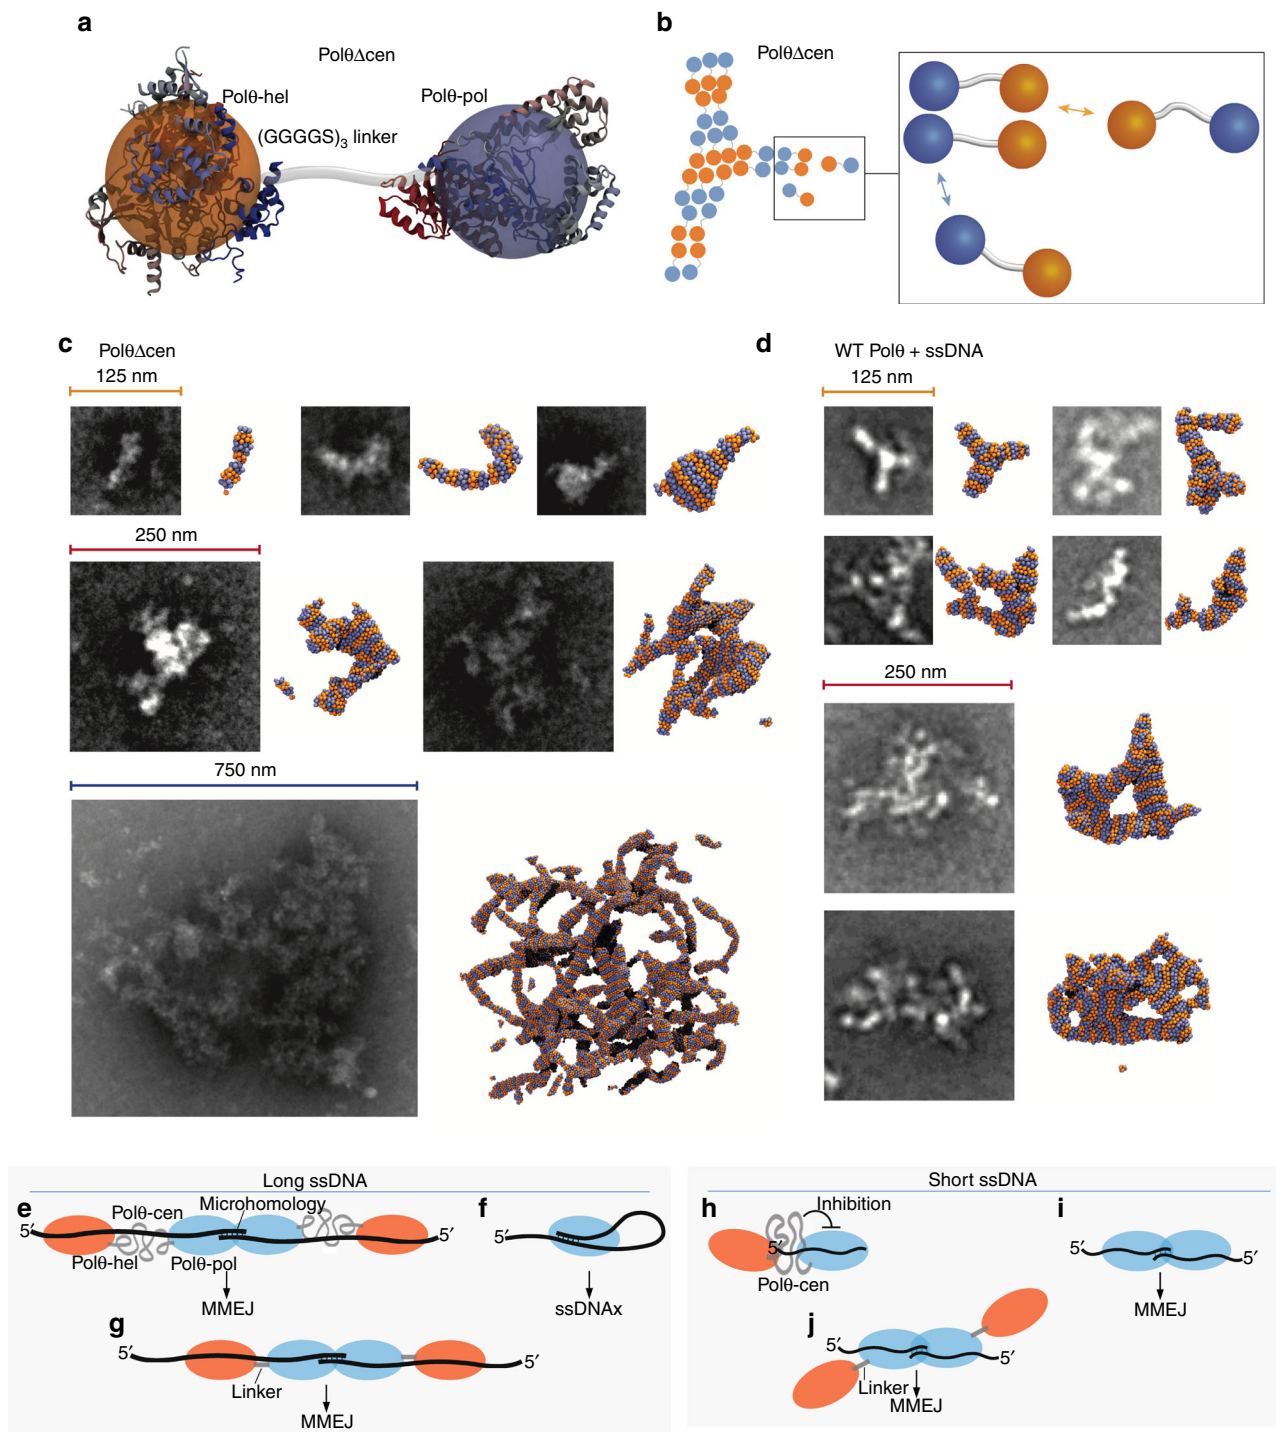 a
PolθΔcen
Polθ-hel
Polθ-pol
(GGGGS)₃ linker
b
PolθΔcen
c
PolθΔcen
125 nm
250 nm
750 nm
d
WT Polθ + ssDNA
125 nm
250 nm
Long ssDNA
e
5′
Polθ-cen
Microhomology
5′
Polθ-hel
Polθ-pol
MMEJ
f
5′
ssDNAx
g
5′
5′
Linker
MMEJ
Short ssDNA
h
Inhibition
5′
Polθ-cen
i
5′
5′
MMEJ
j
5′
5′
Linker
MMEJ